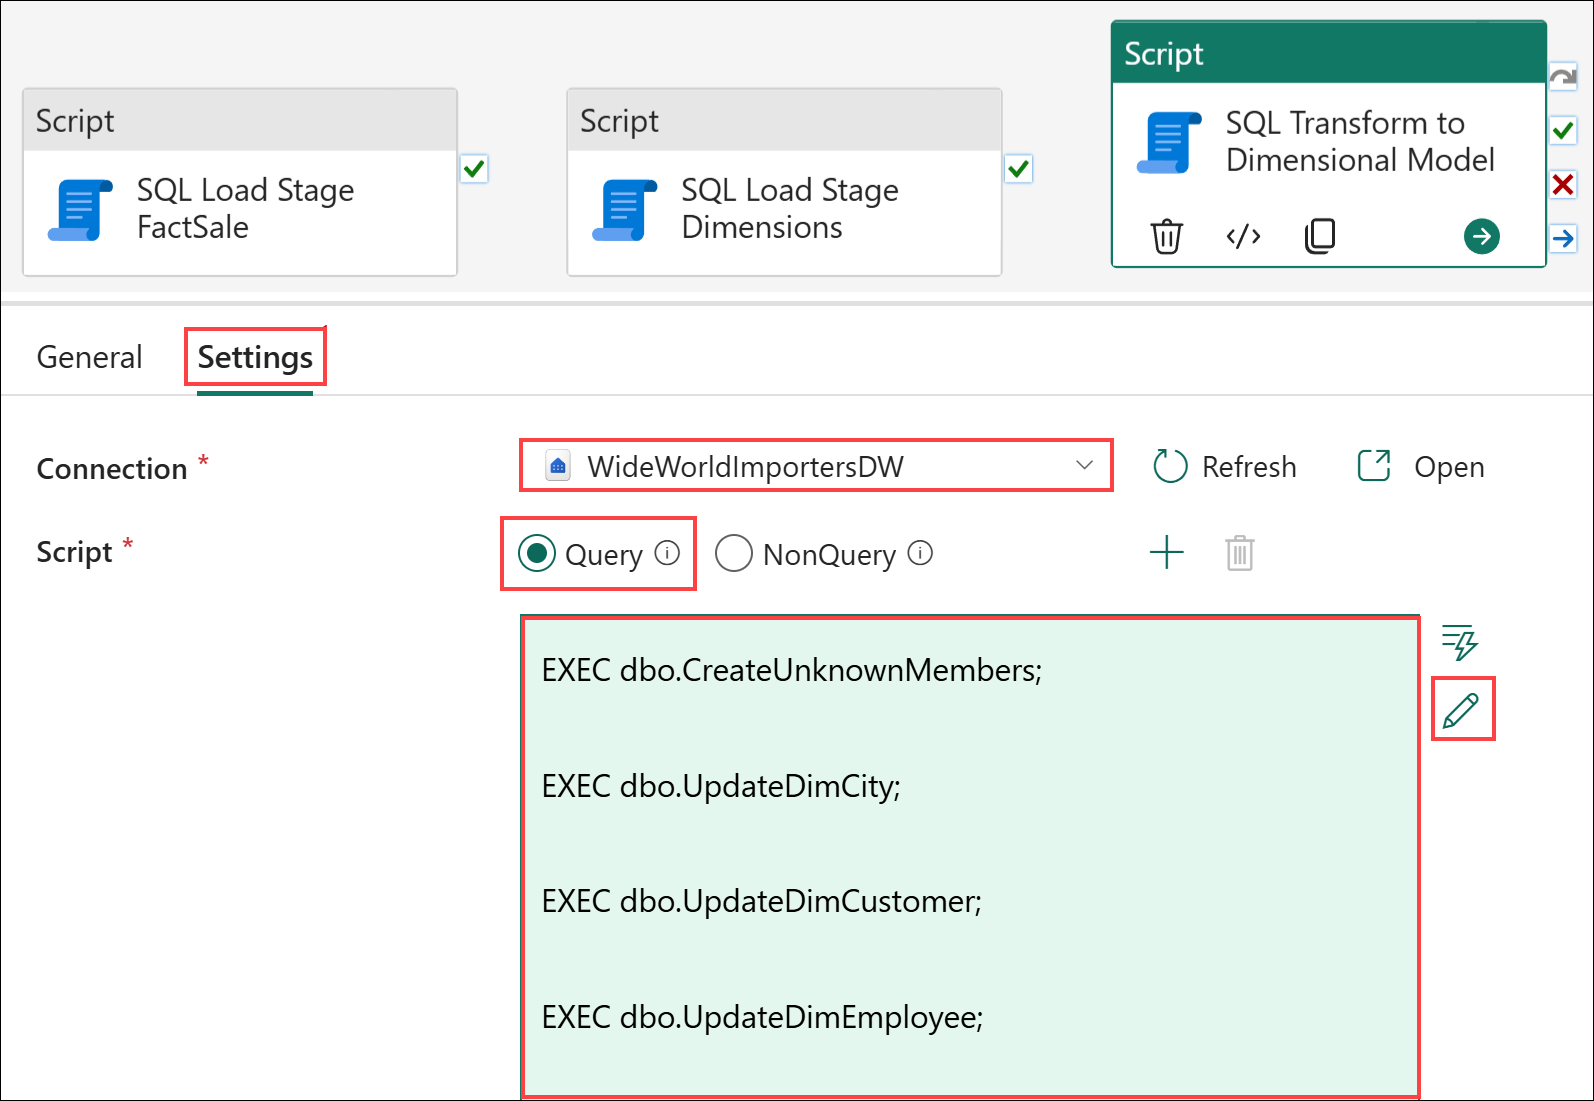 Script
SQL Load Stage
FactSale
Script
SQL Load Stage
Dimensions
Script
SQL Transform to
Dimensional Model
General
Settings
Connection *
WideWorldImportersDW
Refresh
Open
Script *
Query
NonQuery
EXEC dbo.CreateUnknownMembers;
EXEC dbo.UpdateDimCity;
EXEC dbo.UpdateDimCustomer;
EXEC dbo.UpdateDimEmployee;